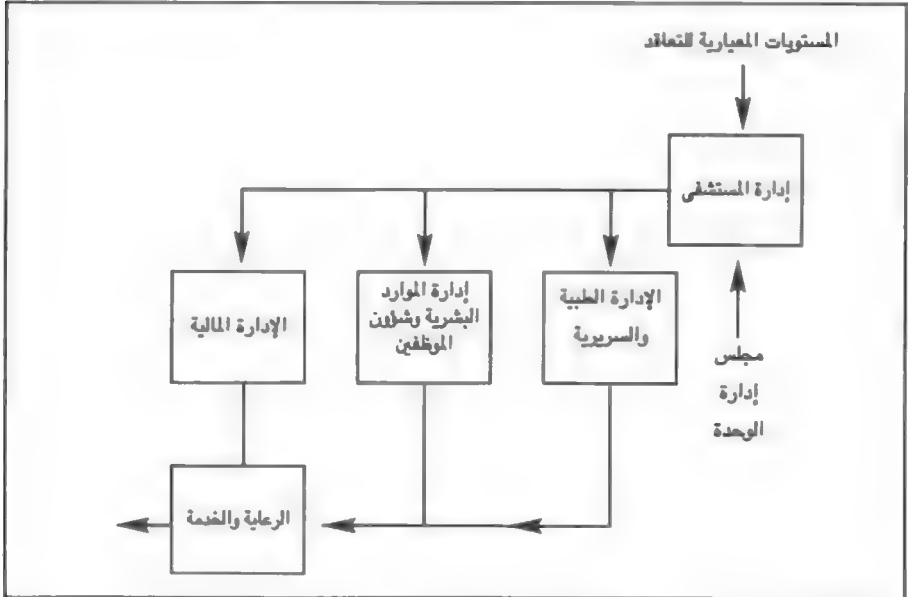 المستويات المعيارية للتعاقد
إدارة المستشفى
الإدارة الطبية
والسريرية
إدارة الموارد
البشرية وشؤون
الموظفين
الإدارة المالية
مجلس
إدارة
الوحدة
الرعاية والخدمة